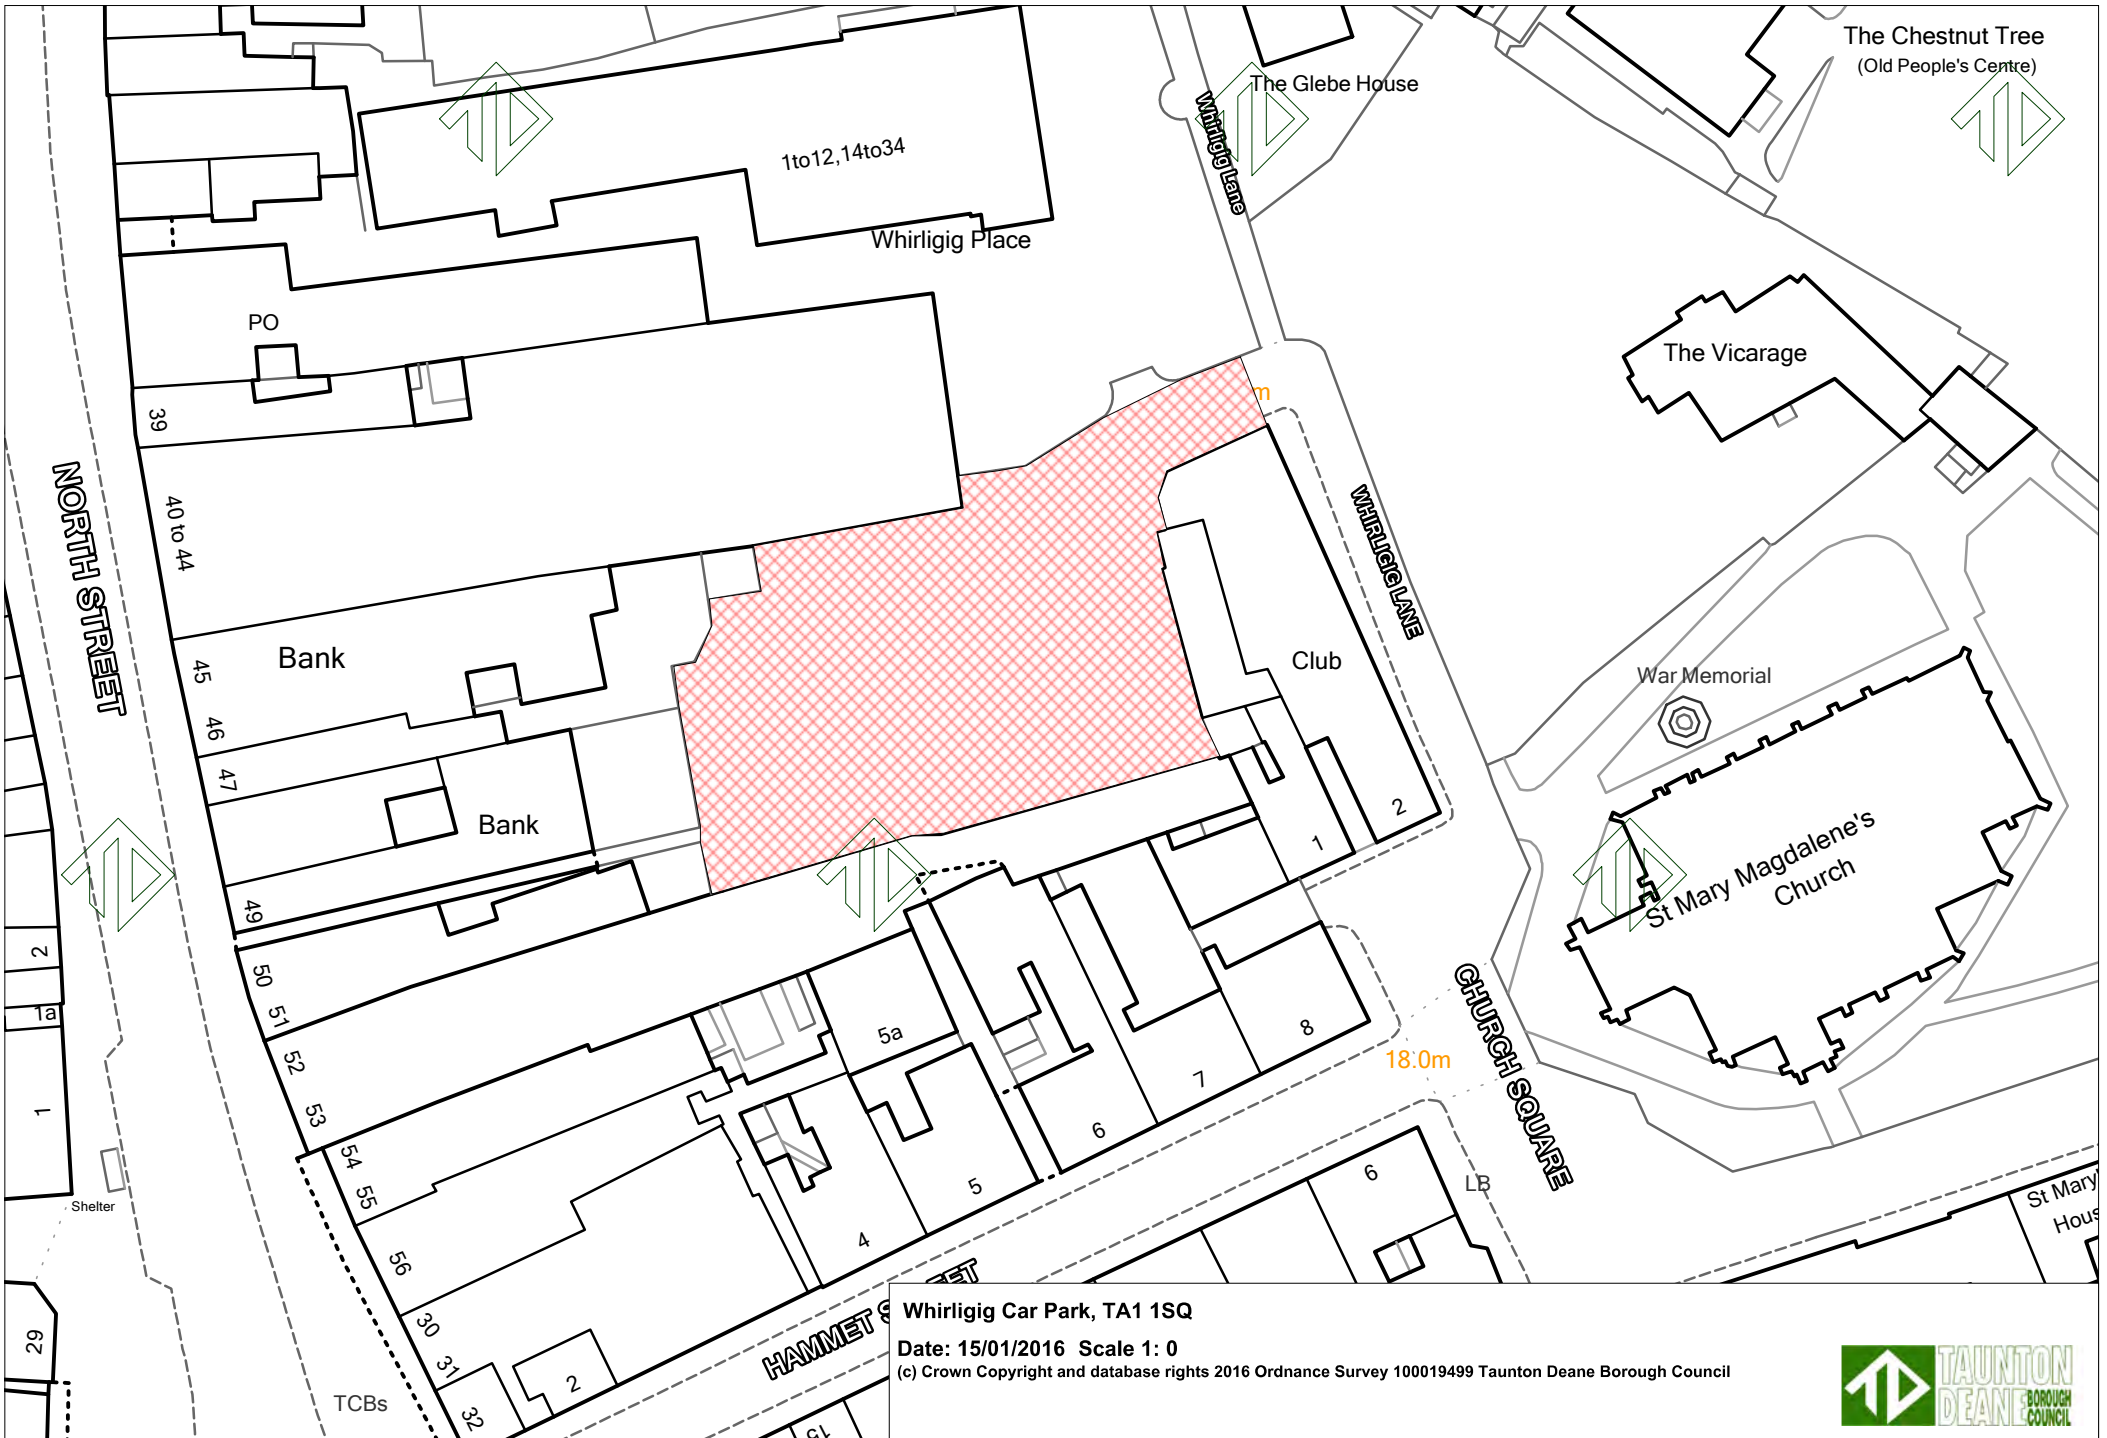 The Chestnut Tree
(Old People's Centre)
The Glebe House
Whirligig Lane
1to12,14to34
Whirligig Place
PO
The Vicarage
m
39
40 to 44
NORTH STREET
WHIRLIGIG LANE
Bank
45
46
47
Club
War Memorial
Bank
49
50
51
52
53
54
55
56
30
31
32
2
1
2
St Mary Magdalene's
Church
2
1a
1
5a
8
7
6
5
4
CHURCH SQUARE
18.0m
6
LB
Shelter
29
TCBs
2
St Mary
Hous
15
HAMMET S EET
Whirligig Car Park, TA1 1SQ
Date: 15/01/2016 Scale 1: 0
(c) Crown Copyright and database rights 2016 Ordnance Survey 100019499 Taunton Deane Borough Council
TD
TAUNTON
DEANE BOROUGH
COUNCIL